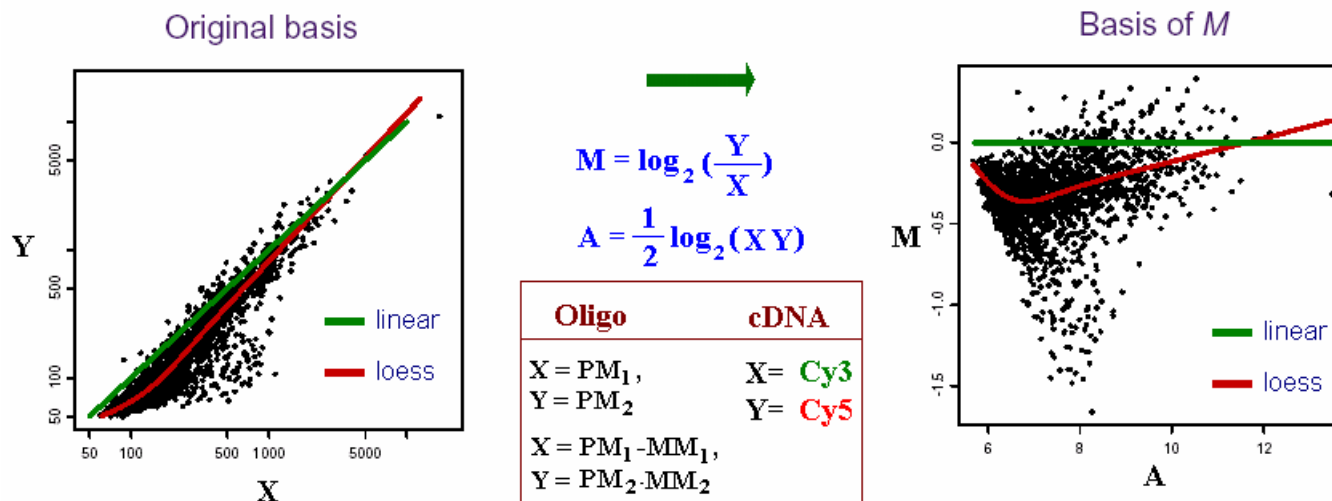 Original basis
Y
5000
500
100
50
50 100 500 1000 5000
X
linear
loess
M = log₂ (Y/X)
A = 1/2 log₂ (X Y)
Oligo cDNA
X = PM₁ , X= Cy3
Y = PM₂ Y= Cy5
X = PM₁-MM₁,
Y = PM₂-MM₂
Basis of M
M
0.0
-0.5
-1.0
-1.5
6 8 10 12
A
linear
loess